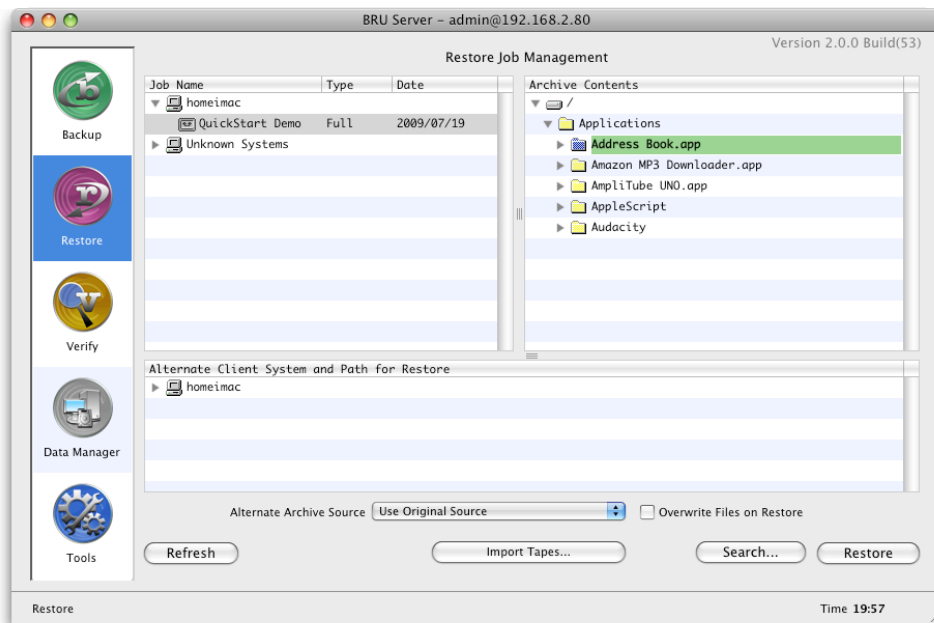 BRU Server – admin@192.168.2.80
Version 2.0.0 Build(53)
Restore Job Management
Backup
Restore
Verify
Data Manager
Tools
Job Name Type Date
homeimac
QuickStart Demo Full 2009/07/19
Unknown Systems
Archive Contents
/
Applications
Address Book.app
Amazon MP3 Downloader.app
AmpliTube UNO.app
AppleScript
Audacity
Alternate Client System and Path for Restore
homeimac
Alternate Archive Source Use Original Source Overwrite Files on Restore
Refresh Import Tapes... Search... Restore
Restore Time 19:57